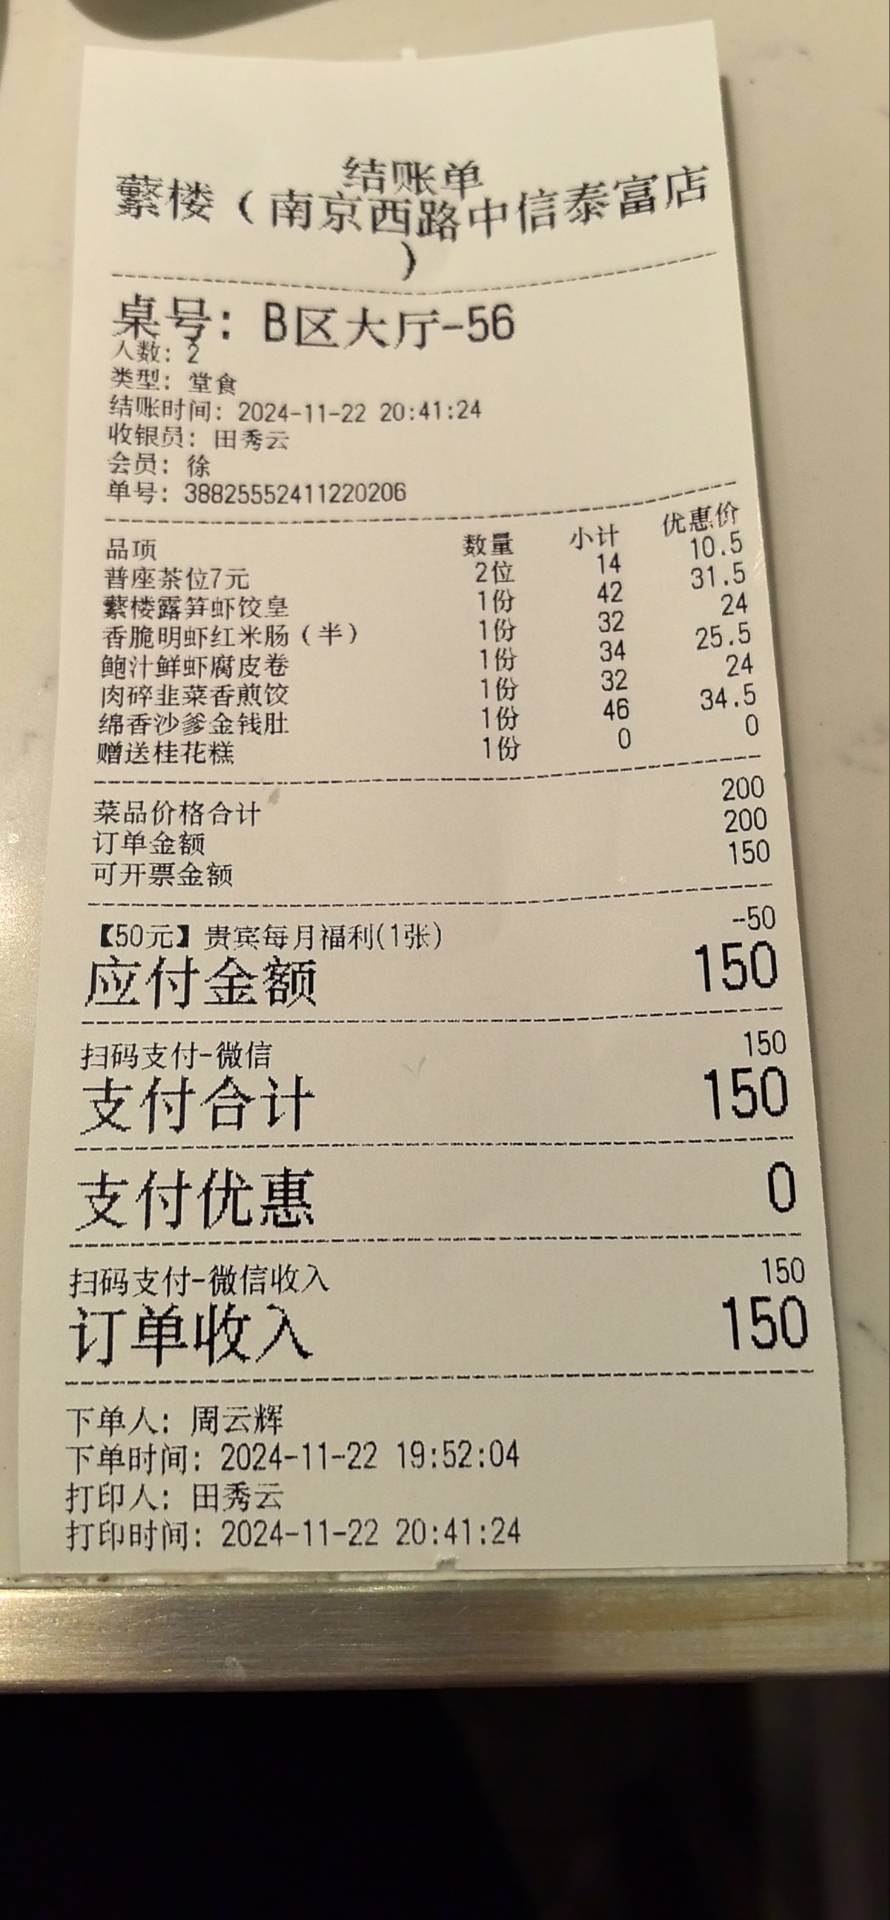 结账单
蘩楼（南京西路中信泰富店
）
桌号：B区大厅-56
人数：2
类型：堂食
结账时间：2024-11-22 20:41:24
收银员：田秀云
会员：徐
单号：38825552411220206
品项 数量 小计 优惠价
普座茶位7元 2位 14 10.5
蘩楼露笋虾饺皇 1份 42 31.5
香脆明虾红米肠（半） 1份 32 24
鲍汁鲜虾腐皮卷 1份 34 25.5
肉碎韭菜香煎饺 1份 32 24
绵香沙爹金钱肚 1份 46 34.5
赠送桂花糕 1份 0 0
菜品价格合计 200
订单金额 200
可开票金额 150
【50元】贵宾每月福利(1张) -50
应付金额 150
扫码支付-微信 150
支付合计 150
支付优惠 0
扫码支付-微信收入 150
订单收入 150
下单人：周云辉
下单时间：2024-11-22 19:52:04
打印人：田秀云
打印时间：2024-11-22 20:41:24